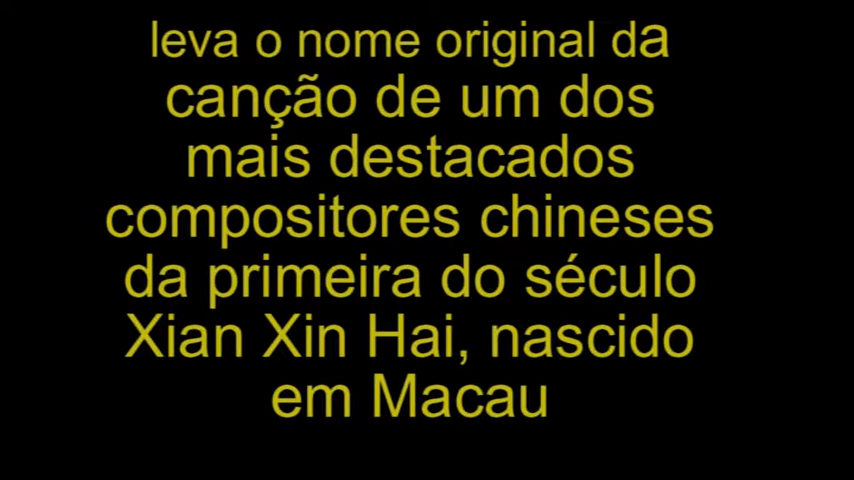 leva o nome original da
canção de um dos
mais destacados
compositores chineses
da primeira do século
Xian Xin Hai, nascido
em Macau